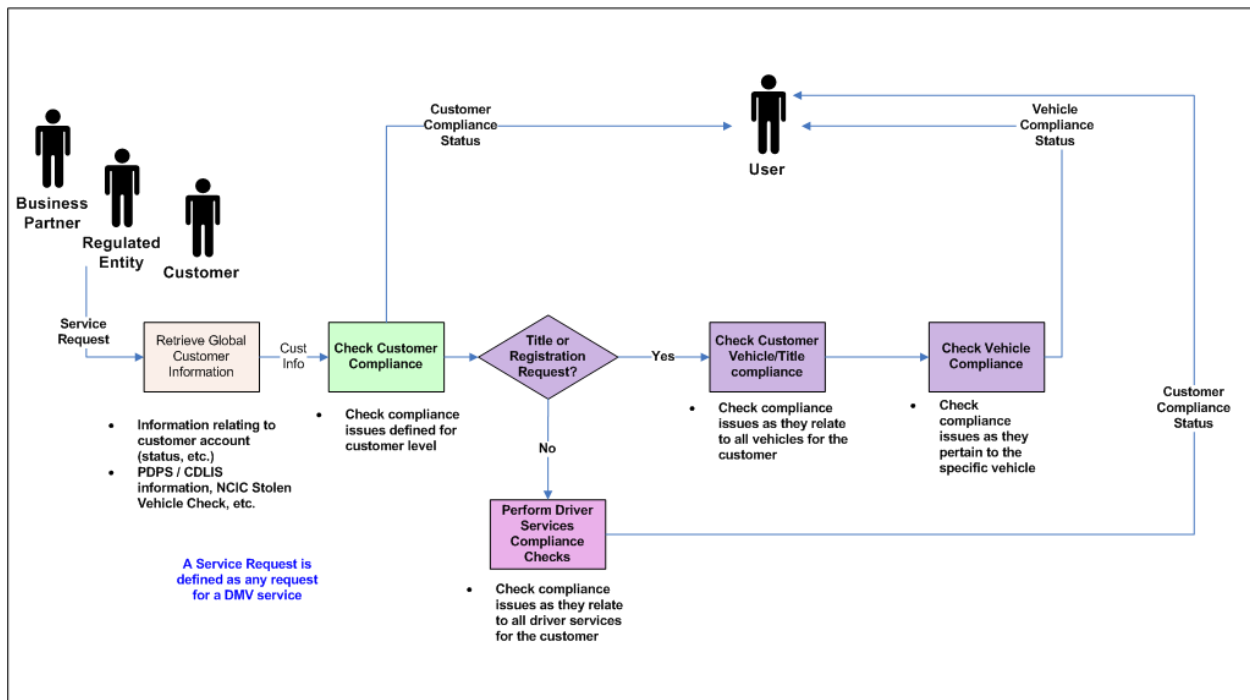 Business
Partner
Regulated
Entity
Customer
User
Customer
Compliance
Status
Vehicle
Compliance
Status
Service
Request
Retrieve Global
Customer
Information
Cust
Info
Check Customer
Compliance
Title or
Registration
Request?
Yes
Check Customer
Vehicle/Title
compliance
Check Vehicle
Compliance
Customer
Compliance
Status
• Information relating to
customer account
(status, etc.)
• PDPS / CDLIS
information, NCIC Stolen
Vehicle Check, etc.
• Check compliance
issues defined for
customer level
• Check compliance
issues as they relate
to all vehicles for the
customer
• Check
compliance
issues as they
pertain to the
specific vehicle
No
Perform Driver
Services
Compliance
Checks
• Check compliance
issues as they relate
to all driver services
for the customer
A Service Request is
defined as any request
for a DMV service